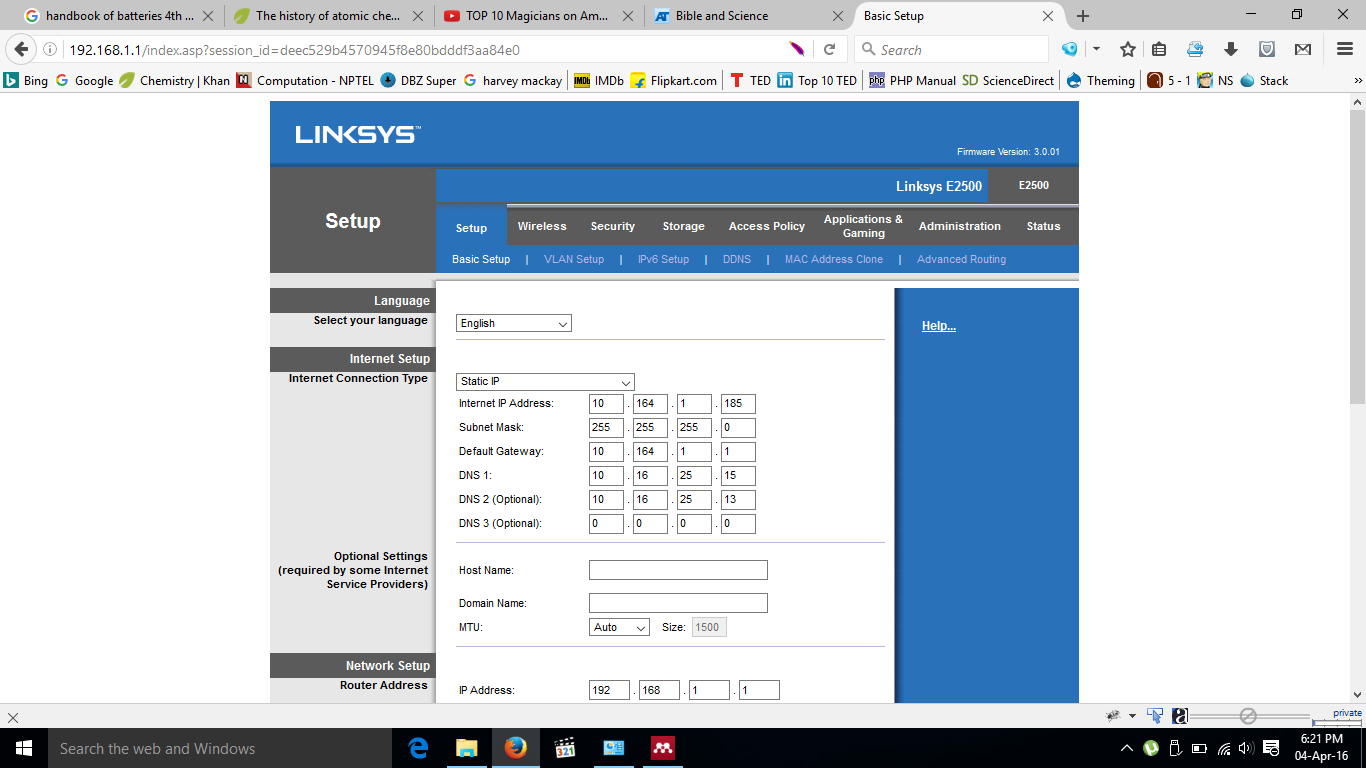 handbook of batteries 4th ...
The history of atomic che...
TOP 10 Magicians on Am...
Bible and Science
Basic Setup
192.168.1.1/index.asp?session_id=deec529b4570945f8e80bdddf3aa84e0
Search
Bing Google Chemistry | Khan Computation - NPTEL DBZ Super harvey mackay IMDb Flipkart.com TED Top 10 TED PHP Manual ScienceDirect Theming 5 - 1 NS Stack
LINKSYS™
Firmware Version: 3.0.01
Linksys E2500 E2500
Setup
Setup Wireless Security Storage Access Policy Applications & Gaming Administration Status
Basic Setup | VLAN Setup | IPv6 Setup | DDNS | MAC Address Clone | Advanced Routing
Language
Select your language
English
Help...
Internet Setup
Internet Connection Type
Static IP
Internet IP Address: 10 . 164 . 1 . 185
Subnet Mask: 255 . 255 . 255 . 0
Default Gateway: 10 . 164 . 1 . 1
DNS 1: 10 . 16 . 25 . 15
DNS 2 (Optional): 10 . 16 . 25 . 13
DNS 3 (Optional): 0 . 0 . 0 . 0
Optional Settings
(required by some Internet
Service Providers)
Host Name:
Domain Name:
MTU: Auto Size: 1500
Network Setup
Router Address
IP Address: 192 . 168 . 1 . 1
private
Search the web and Windows
6:21 PM
04-Apr-16